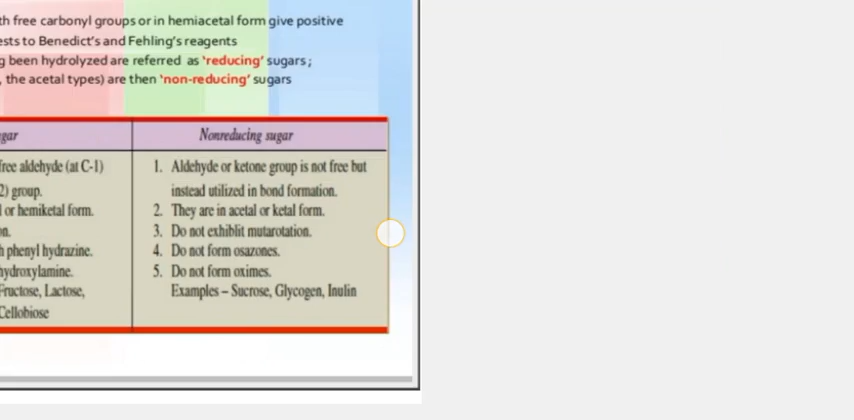 th free carbonyl groups or in hemiacetal form give positive
ests to Benedict's and Fehling's reagents
g been hydrolyzed are referred as 'reducing' sugars;
, the acetal types) are then 'non-reducing' sugars
gar
Nonreducing sugar
free aldehyde (at C-1)
2) group.
l or hemiketal form.
on.
h phenyl hydrazine.
hydroxylamine.
Fructose, Lactose,
Cellobiose
1. Aldehyde or ketone group is not free but
instead utilized in bond formation.
2. They are in acetal or ketal form.
3. Do not exhiblit mutarotation.
4. Do not form osazones.
5. Do not form oximes.
Examples – Sucrose, Glycogen, Inulin